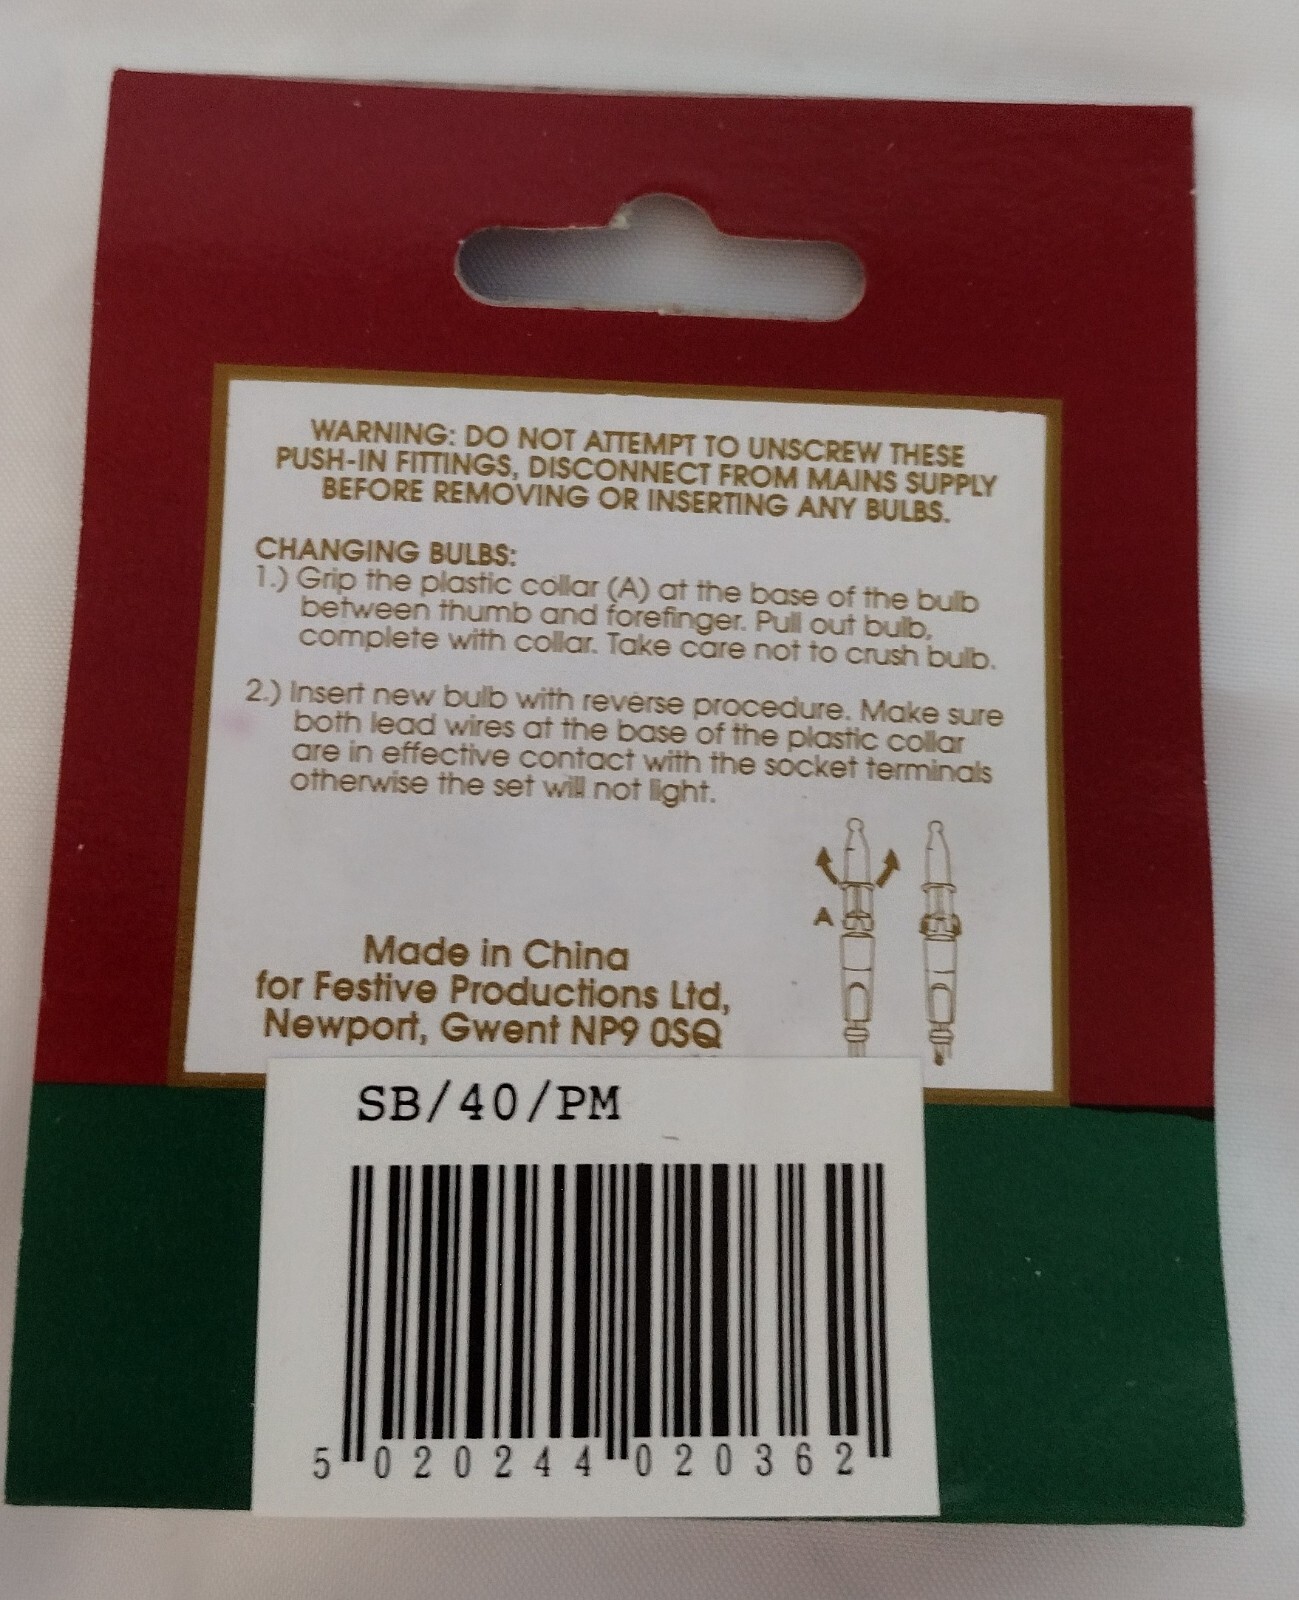 WARNING: DO NOT ATTEMPT TO UNSCREW THESE
PUSH-IN FITTINGS, DISCONNECT FROM MAINS SUPPLY
BEFORE REMOVING OR INSERTING ANY BULBS.
CHANGING BULBS:
1.) Grip the plastic collar (A) at the base of the bulb
between thumb and forefinger. Pull out bulb,
complete with collar. Take care not to crush bulb.
2.) Insert new bulb with reverse procedure. Make sure
both lead wires at the base of the plastic collar
are in effective contact with the socket terminals
otherwise the set will not light.
A
Made in China
for Festive Productions Ltd,
Newport, Gwent NP9 0SQ
SB/40/PM
5 020244 020362